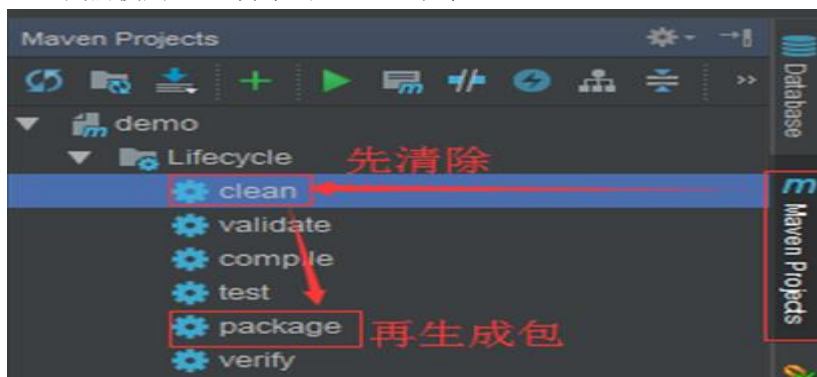 Maven Projects
demo
Lifecycle
先清除
clean
validate
compile
test
package
再生成包
verify
Database
Maven Projects